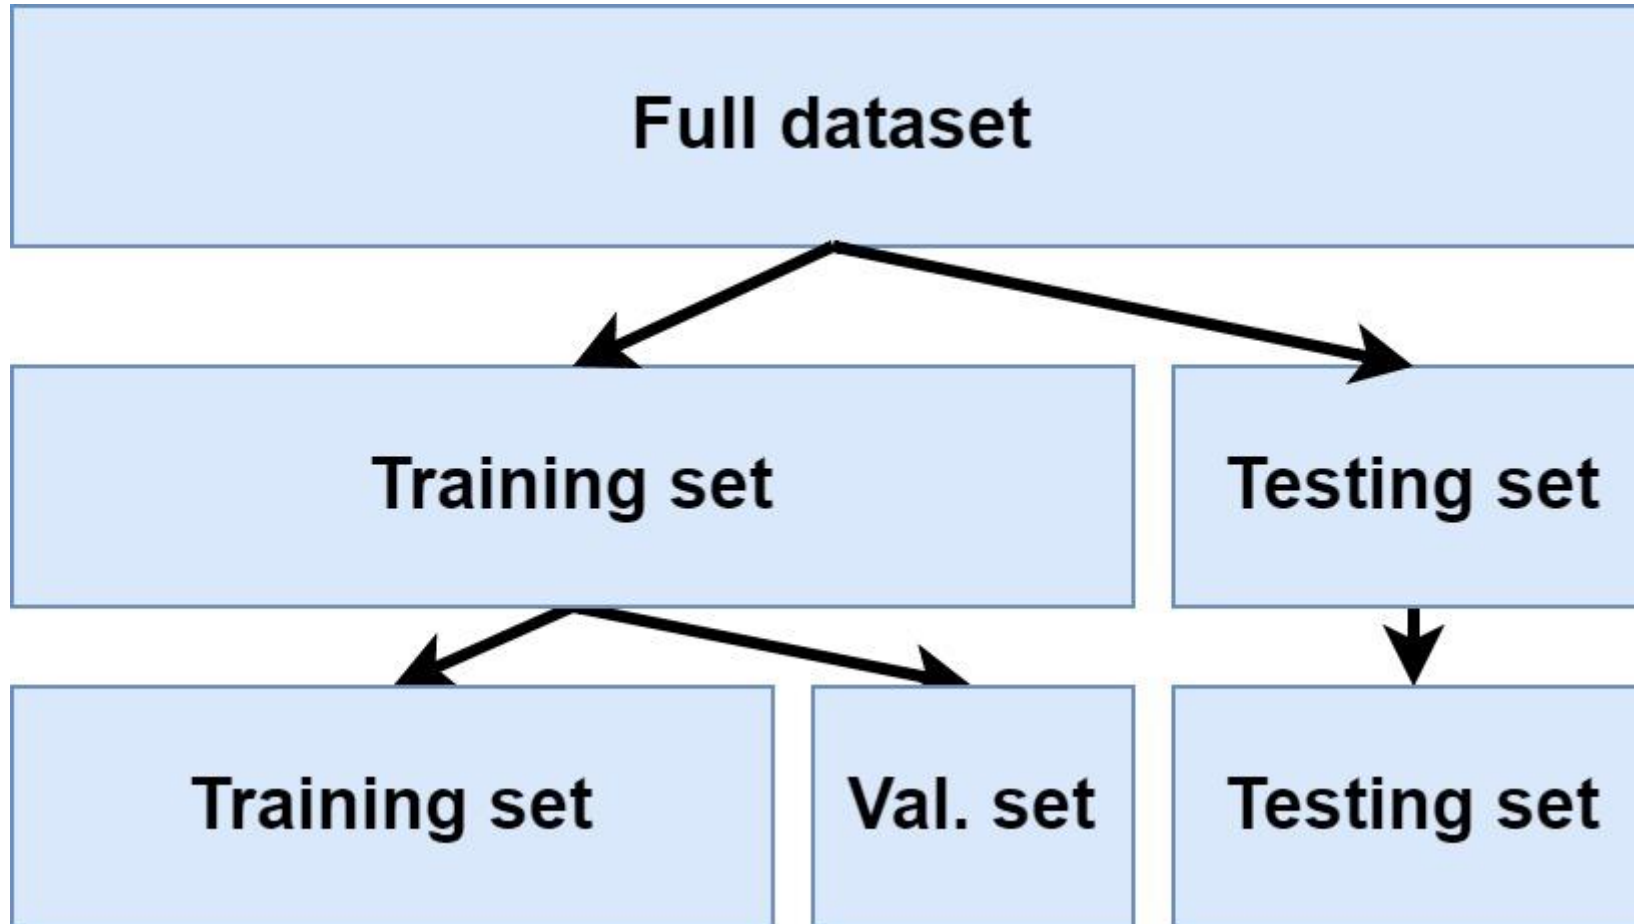 Full dataset
Training set
Testing set
Training set
Val. set
Testing set